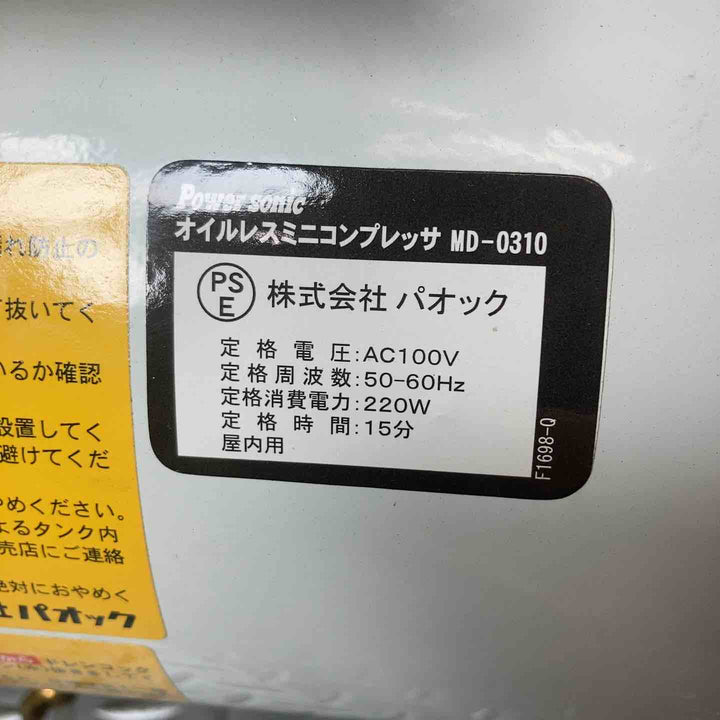 Power sonic
オイルレスミニコンプレッサ MD-0310
PSE 株式会社 パオック
定格電圧:AC100V
定格周波数:50-60Hz
定格消費電力:220W
定格時間:15分
屋内用
F1698-Q
れ防止の
抜いてく
いるか確認
設置してく
避けてくだ
やめください。
よるタンク内
売店にご連絡
絶対におやめく
社パオック